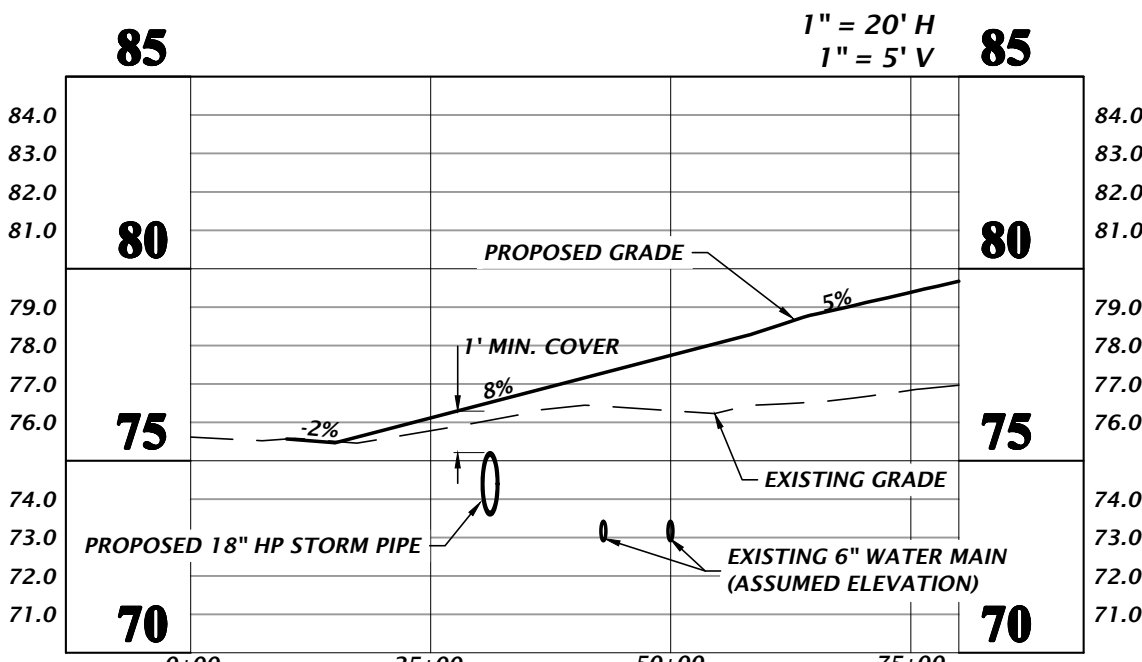 1" = 20' H
1" = 5' V
85 85
84.0 84.0
83.0 83.0
82.0 82.0
81.0 81.0
80 80
PROPOSED GRADE
79.0 5% 79.0
78.0 1' MIN. COVER 78.0
77.0 8% 77.0
76.0 76.0
75 -2% 75
EXISTING GRADE
74.0 74.0
73.0 73.0
PROPOSED 18" HP STORM PIPE
EXISTING 6" WATER MAIN
(ASSUMED ELEVATION)
72.0 72.0
71.0 71.0
70 70